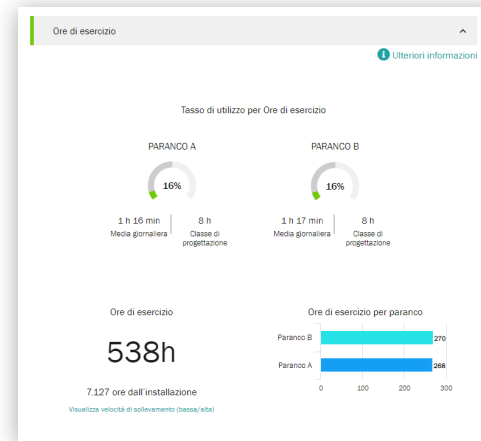 Ore di esercizio
Ulteriori informazioni
Tasso di utilizzo per Ore di esercizio
PARANCO A
16%
1 h 16 min
Media giornaliera
8 h
Classe di
progettazione
PARANCO B
16%
1 h 17 min
Media giornaliera
8 h
Classe di
progettazione
Ore di esercizio
538h
7.127 ore dall'installazione
Visualizza velocità di sollevamento (bassa/alta)
Ore di esercizio per paranco
Paranco B 270
Paranco A 268
0 100 200 300